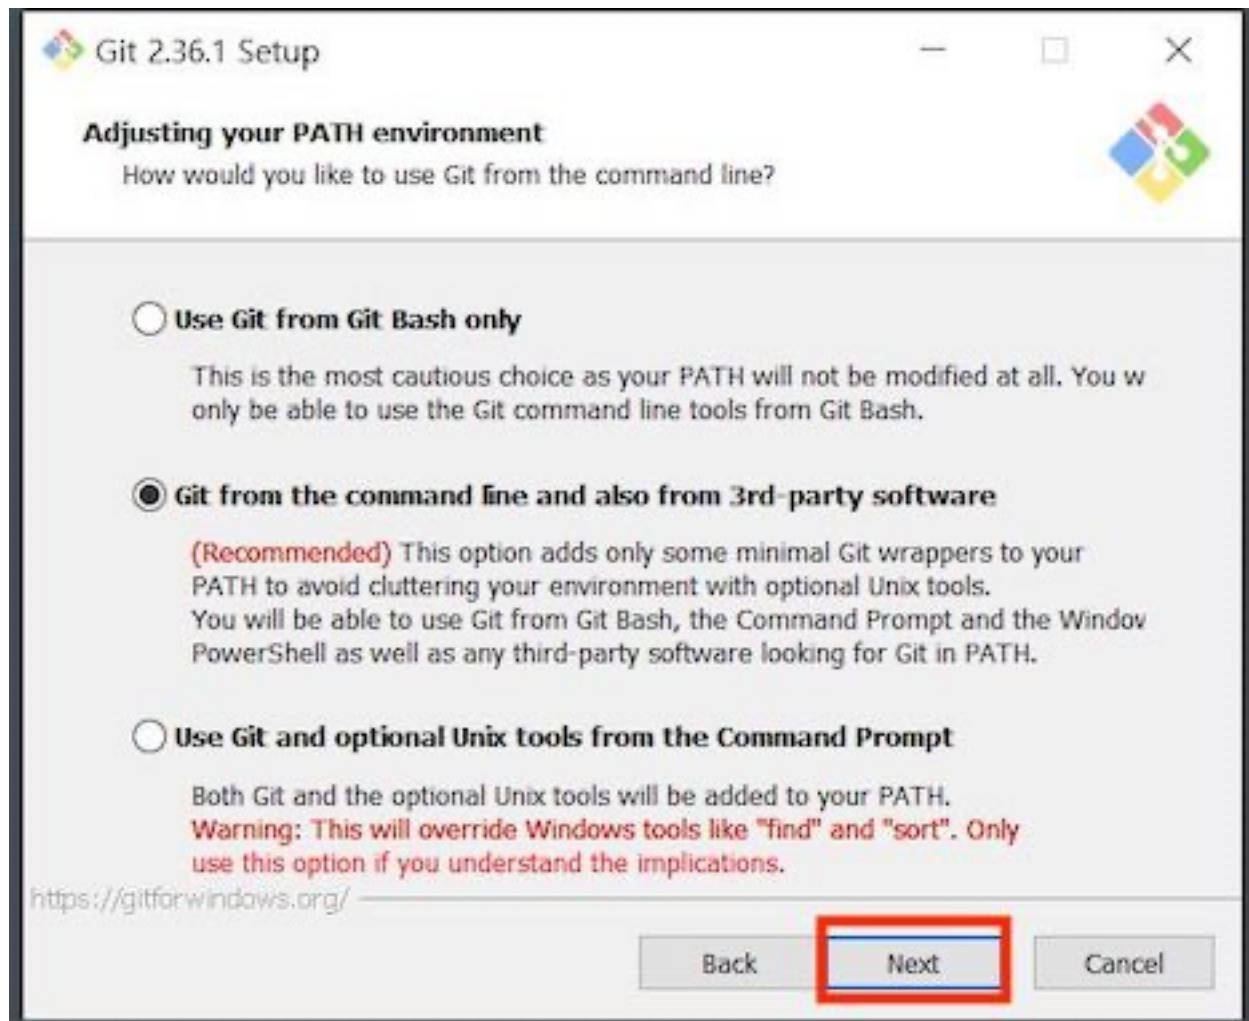 Git 2.36.1 Setup
Adjusting your PATH environment
How would you like to use Git from the command line?
Use Git from Git Bash only
This is the most cautious choice as your PATH will not be modified at all. You w
only be able to use the Git command line tools from Git Bash.
Git from the command line and also from 3rd-party software
(Recommended) This option adds only some minimal Git wrappers to your
PATH to avoid cluttering your environment with optional Unix tools.
You will be able to use Git from Git Bash, the Command Prompt and the Window
PowerShell as well as any third-party software looking for Git in PATH.
Use Git and optional Unix tools from the Command Prompt
Both Git and the optional Unix tools will be added to your PATH.
Warning: This will override Windows tools like "find" and "sort". Only
use this option if you understand the implications.
https://gitforwindows.org/
Back Next Cancel